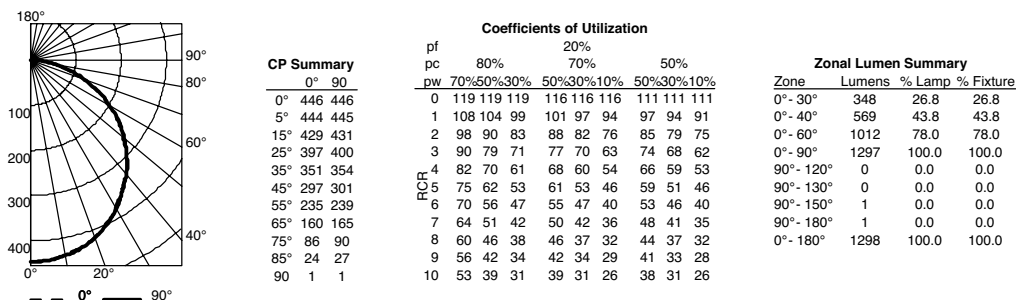 180°
90°
80°
100
60°
200
300
40°
400
0° 20°
0° 90°
CP Summary
0° 90
0° 446 446
5° 444 445
15° 429 431
25° 397 400
35° 351 354
45° 297 301
55° 235 239
65° 160 165
75° 86 90
85° 24 27
90 1 1
Coefficients of Utilization
pf 20%
pc 80% 70% 50%
pw 70%50%30% 50%30%10% 50%30%10%
RCR
0 119 119 119 116 116 116 111 111 111
1 108 104 99 101 97 94 97 94 91
2 98 90 83 88 82 76 85 79 75
3 90 79 71 77 70 63 74 68 62
4 82 70 61 68 60 54 66 59 53
5 75 62 53 61 53 46 59 51 46
6 70 56 47 55 47 40 53 46 40
7 64 51 42 50 42 36 48 41 35
8 60 46 38 46 37 32 44 37 32
9 56 42 34 42 34 29 41 33 28
10 53 39 31 39 31 26 38 31 26
Zonal Lumen Summary
Zone Lumens % Lamp % Fixture
0°- 30° 348 26.8 26.8
0°- 40° 569 43.8 43.8
0°- 60° 1012 78.0 78.0
0°- 90° 1297 100.0 100.0
90°- 120° 0 0.0 0.0
90°- 130° 0 0.0 0.0
90°- 150° 1 0.0 0.0
90°- 180° 1 0.0 0.0
0°- 180° 1298 100.0 100.0